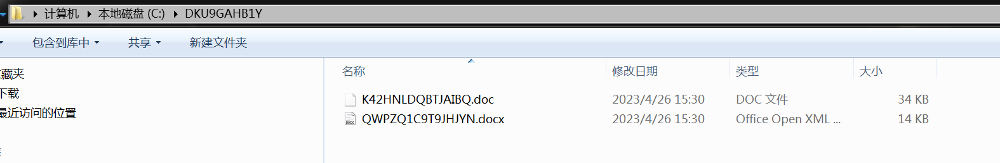 计算机 本地磁盘 (C:) DKU9GAHB1Y
包含到库中 共享 新建文件夹
名称 修改日期 类型 大小
藏夹
下载
K42HNLDQBTJAIBQ.doc 2023/4/26 15:30 DOC 文件 34 KB
最近访问的位置
QWPZQ1C9T9JHJYN.docx 2023/4/26 15:30 Office Open XML ... 14 KB